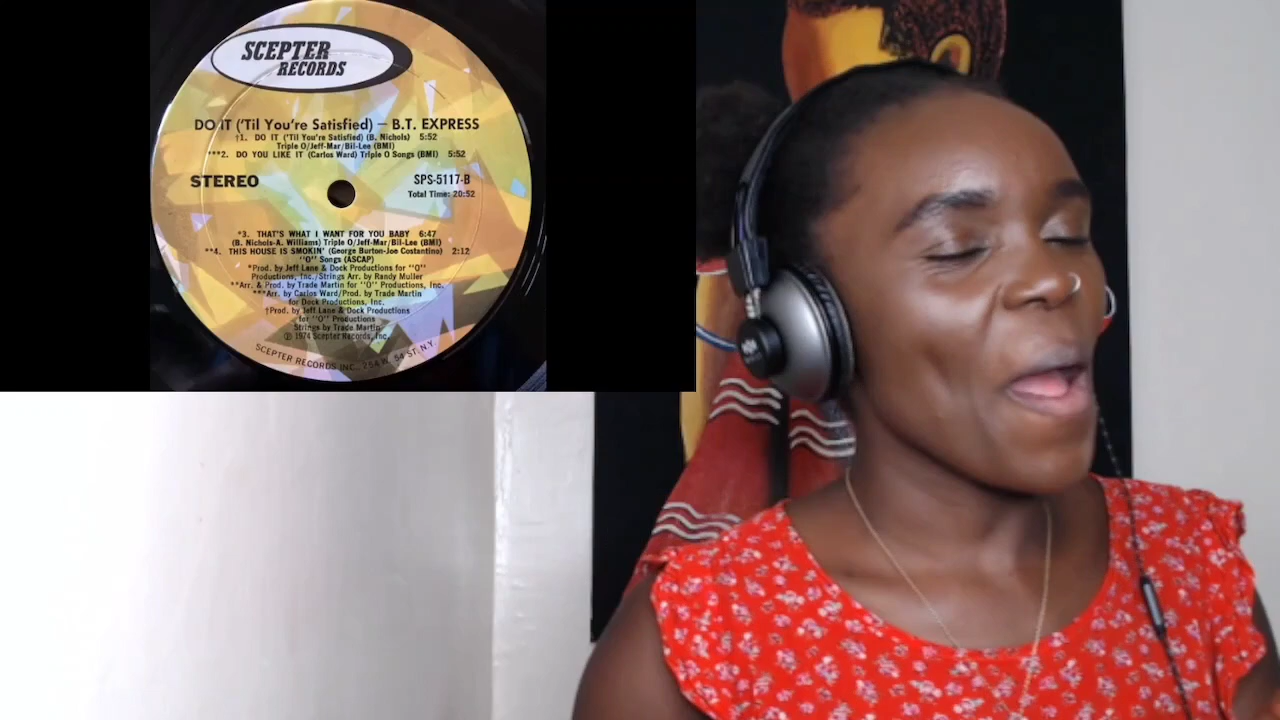 SCEPTER
RECORDS
DO IT ('Til You're Satisfied) — B.T. EXPRESS
†1. DO IT ('Til You're Satisfied) (B. Nichols) 5:52
Triple O/Jeff-Mar/Bil-Lee (BMI)
***2. DO YOU LIKE IT (Carlos Ward) Triple O Songs (BMI) 5:52
STEREO
SPS-5117-B
Total Time: 20:52
*3. THAT'S WHAT I WANT FOR YOU BABY 6:47
(B. Nichols-A. Williams) Triple O/Jeff-Mar/Bil-Lee (BMI)
**4. THIS HOUSE IS SMOKIN' (George Burton-Joe Costantino) 2:12
"O" Songs (ASCAP)
*Prod. by Jeff Lane & Dock Productions for "O"
Productions, Inc./Strings Arr. by Randy Muller
**Arr. & Prod. by Trade Martin for "O" Productions, Inc.
***Arr. by Carlos Ward/Prod. by Trade Martin
for Dock Productions, Inc.
†Prod. by Jeff Lane & Dock Productions
for "O" Productions
Strings by Trade Martin
Ⓟ 1974 Scepter Records, Inc.
SCEPTER RECORDS INC., 254 W. 54 ST. N.Y.